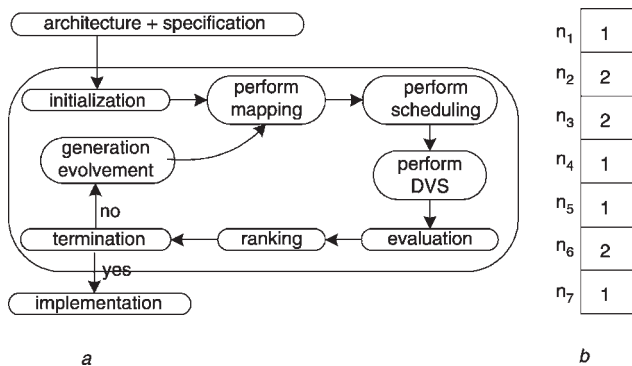 architecture + specification
initialization
perform
mapping
perform
scheduling
generation
evolvement
perform
DVS
no
termination
ranking
evaluation
yes
implementation
a
n1 1
n2 2
n3 2
n4 1
n5 1
n6 2
n7 1
b